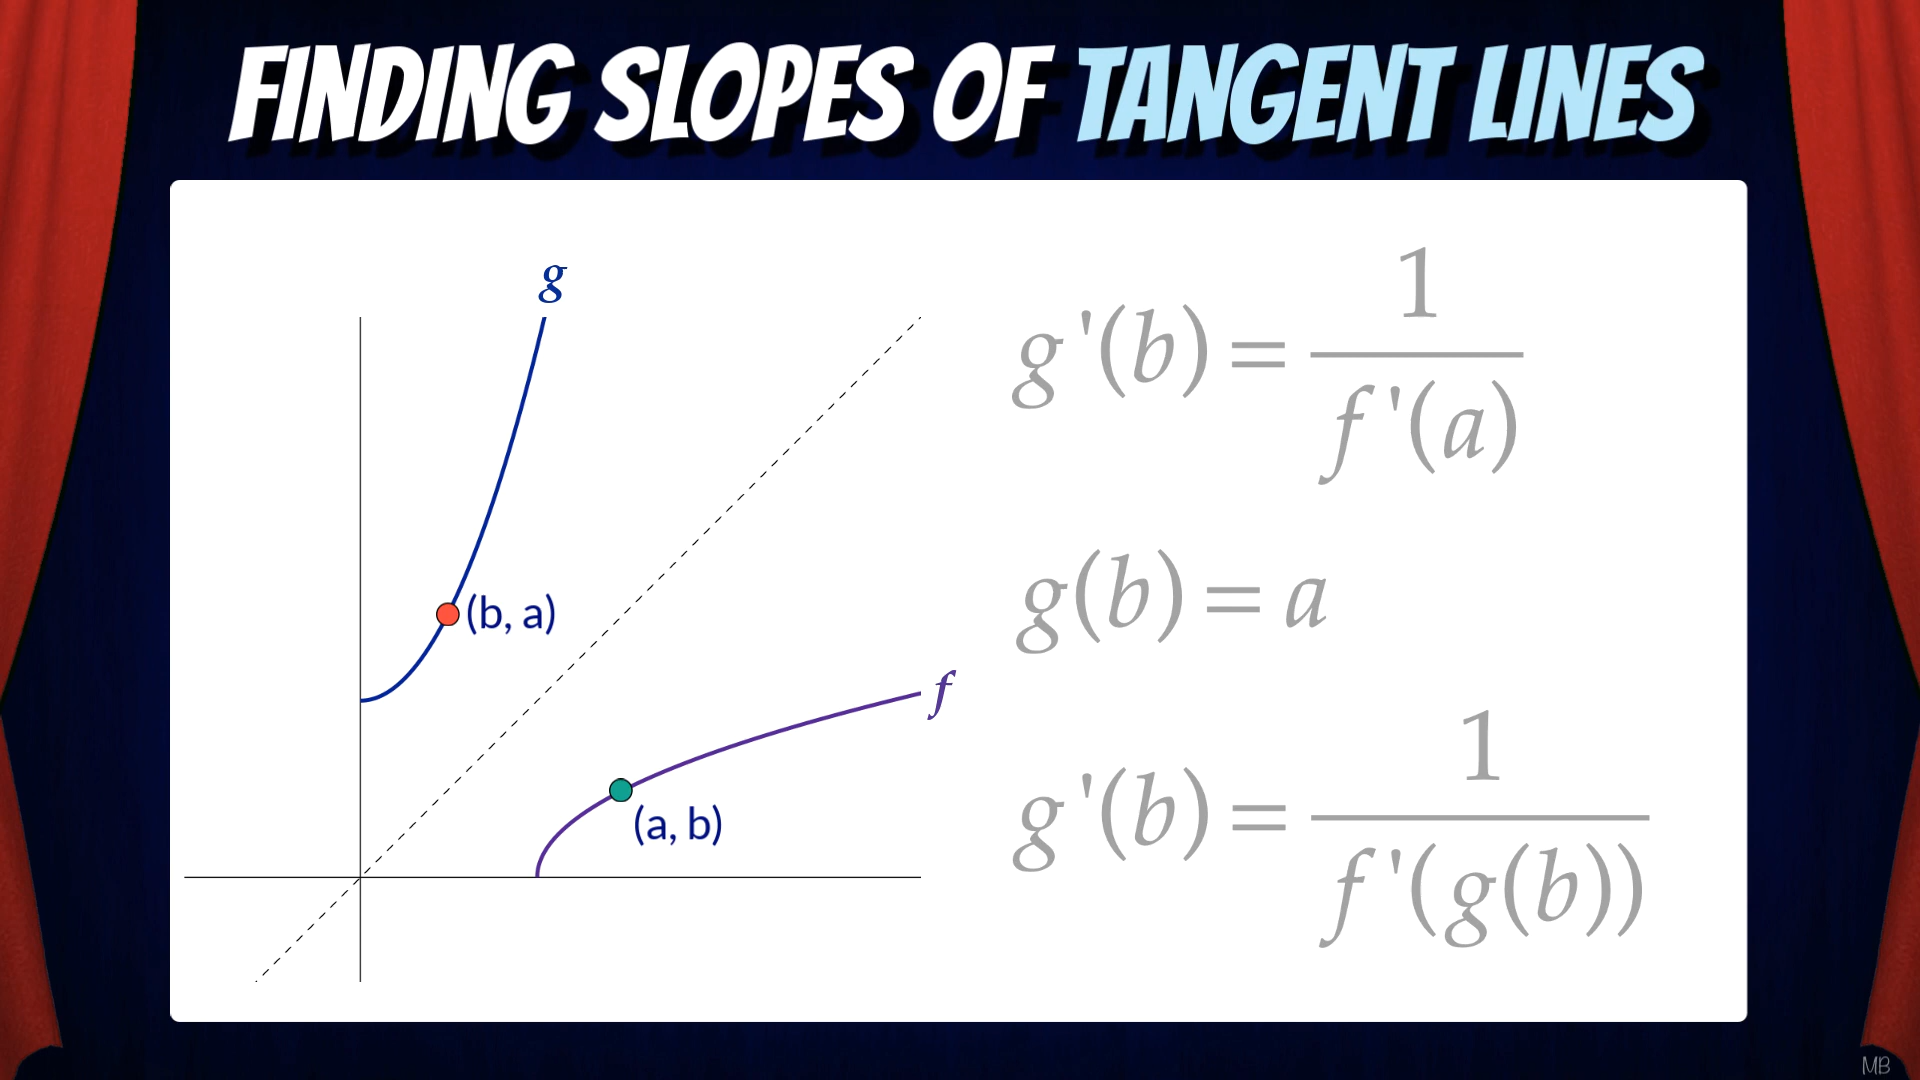 FINDING SLOPES OF TANGENT LINES
g
(b, a)
f
(a, b)
g'(b) = 1/f'(a)
g(b) = a
g'(b) = 1/f'(g(b))
MB